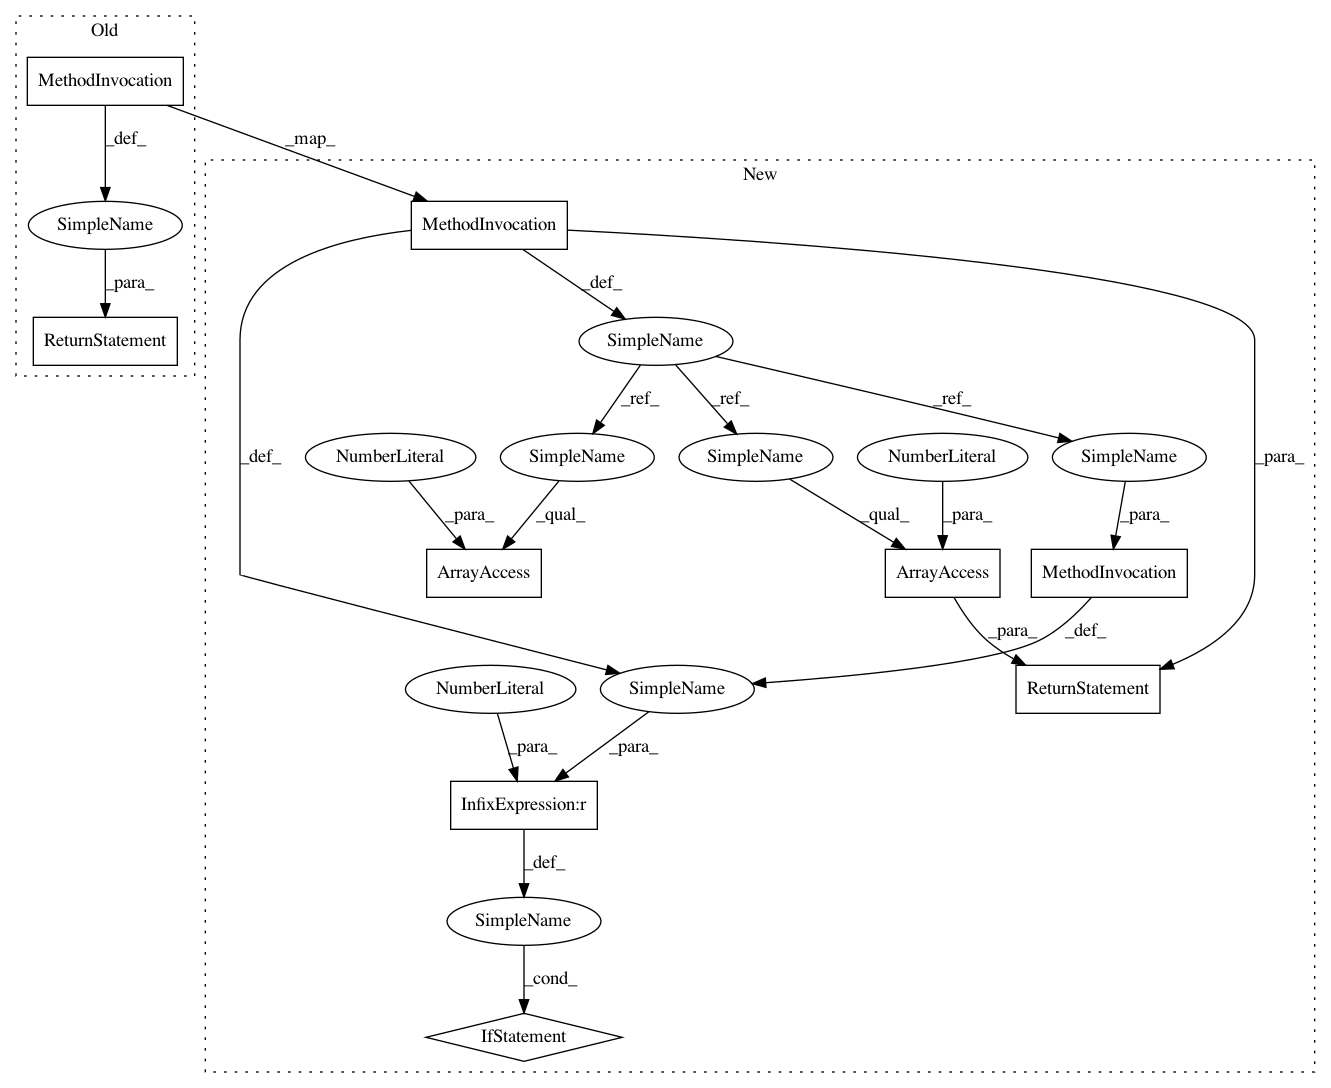 Old
MethodInvocation
_def_
_map_
New
SimpleName
MethodInvocation
_para_
_def_
ReturnStatement
SimpleName
_ref_
_ref_
_ref_
_def_
NumberLiteral
SimpleName
SimpleName
NumberLiteral
SimpleName
_para_
_para_
_qual_
_qual_
_para_
_para_
ArrayAccess
ArrayAccess
MethodInvocation
_para_
_def_
NumberLiteral
SimpleName
ReturnStatement
_para_
_para_
InfixExpression:r
_def_
SimpleName
_cond_
IfStatement